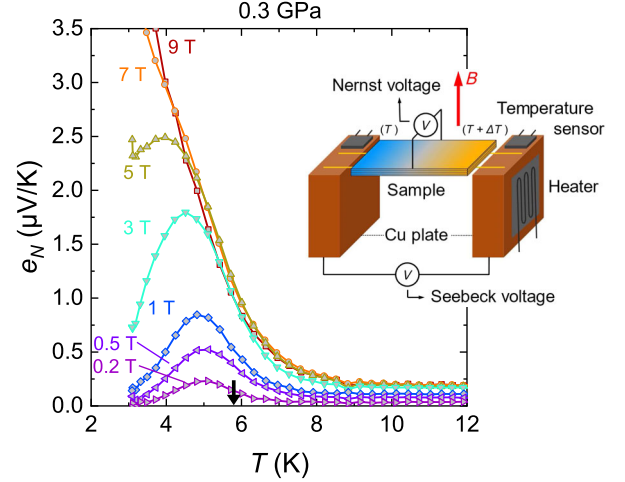 0.3 GPa
3.5
3.0
2.5
2.0
1.5
1.0
0.5
0.0
e_N (μV/K)
9 T
7 T
5 T
3 T
1 T
0.5 T
0.2 T
2
4
6
8
10
12
T (K)
B
Nernst voltage
Temperature
sensor
(T)
V
(T + ΔT)
Sample
Heater
Cu plate
V
Seebeck voltage